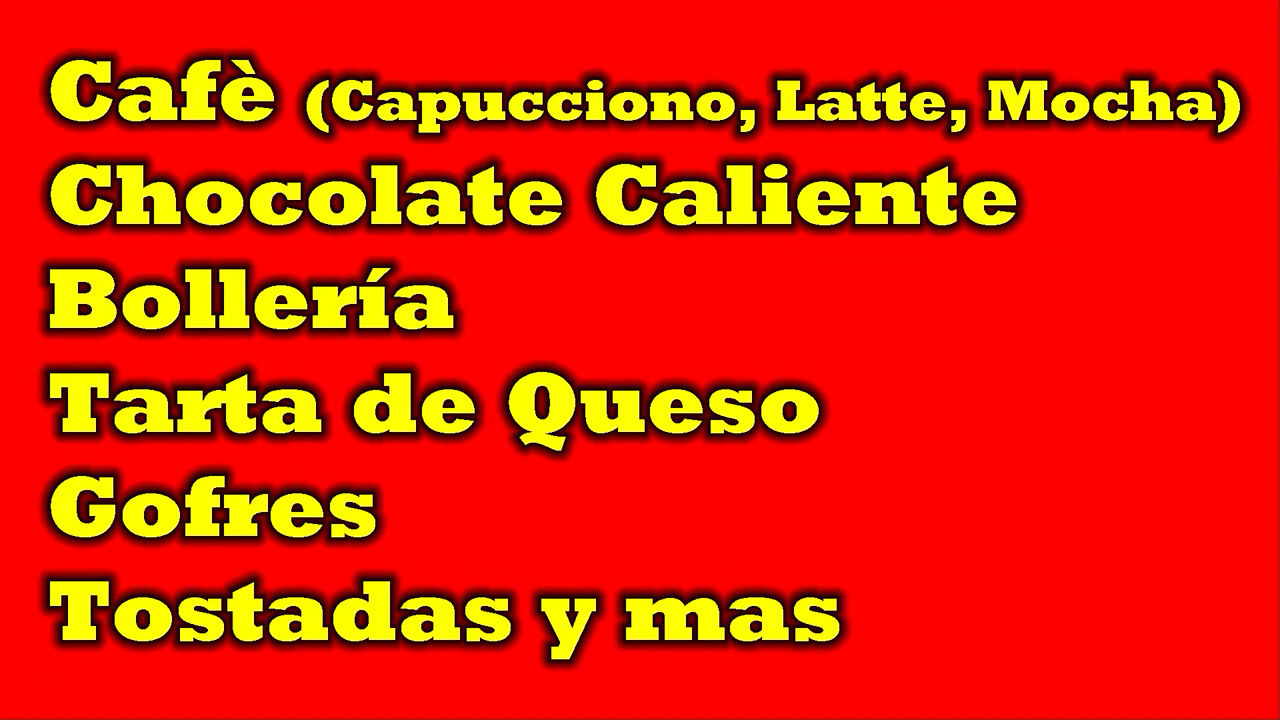 Cafè (Capucciono, Latte, Mocha)
Chocolate Caliente
Bollería
Tarta de Queso
Gofres
Tostadas y mas